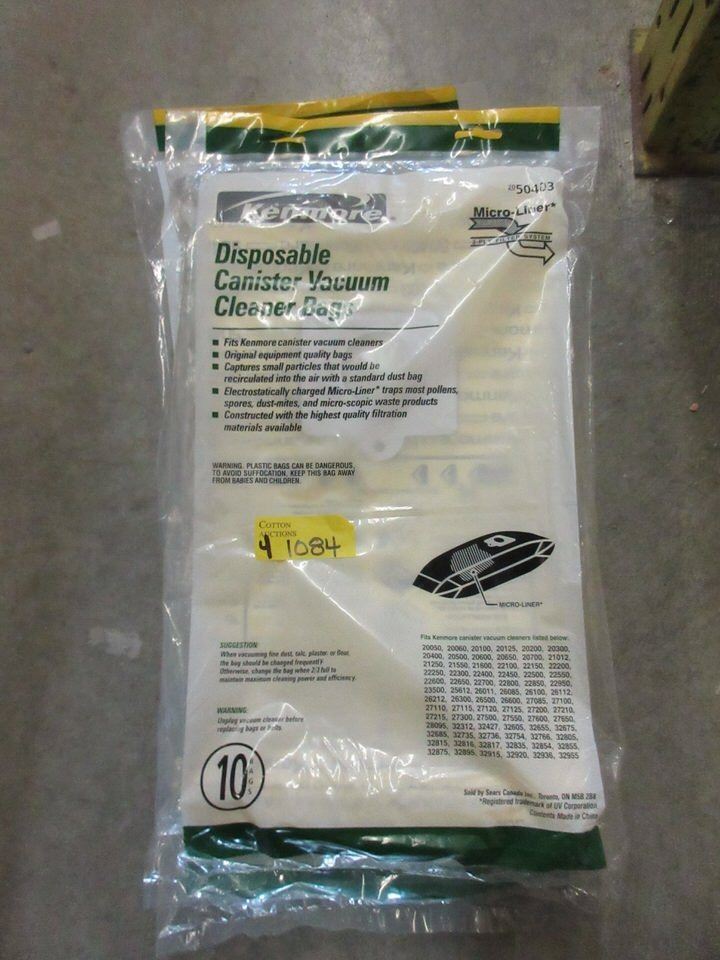 2050403
Kenmore
Micro-Liner*
2-PLY FILTER SYSTEM
Disposable
Canister Vacuum
Cleaner Bags
Fits Kenmore canister vacuum cleaners
Original equipment quality bags
Captures small particles that would be
recirculated into the air with a standard dust bag
Electrostatically charged Micro-Liner* traps most pollens,
spores, dust-mites, and micro-scopic waste products
Constructed with the highest quality filtration
materials available
WARNING: PLASTIC BAGS CAN BE DANGEROUS,
TO AVOID SUFFOCATION, KEEP THIS BAG AWAY
FROM BABIES AND CHILDREN.
COTTON
AUCTIONS
4 1084
MICRO-LINER*
SUGGESTION
When vacuuming fine dust, talc, plaster, or flour,
the bag should be changed frequently.
Otherwise, change the bag when 2/3 full to
maintain maximum cleaning power and efficiency.
WARNING:
Unplug vacuum cleaner before
replacing bags or belts.
10 BAGS
Fits Kenmore canister vacuum cleaners listed below:
20050, 20060, 20100, 20125, 20200, 20300,
20400, 20500, 20600, 20650, 20700, 21012,
21250, 21550, 21600, 22100, 22150, 22200,
22250, 22300, 22400, 22450, 22500, 22550,
22600, 22650, 22700, 22800, 22850, 22950,
23500, 25612, 26011, 26085, 26100, 26112,
26212, 26300, 26500, 26600, 27085, 27100,
27110, 27115, 27120, 27125, 27200, 27210,
27215, 27300, 27500, 27550, 27600, 27650,
28095, 32312, 32427, 32605, 32655, 32675,
32685, 32735, 32736, 32754, 32766, 32805,
32815, 32816, 32817, 32835, 32854, 32855,
32875, 32895, 32915, 32920, 32936, 32955
Sold by Sears Canada Inc., Toronto, ON M5B 2B8
*Registered trademark of UV Corporation
Contents Made in China